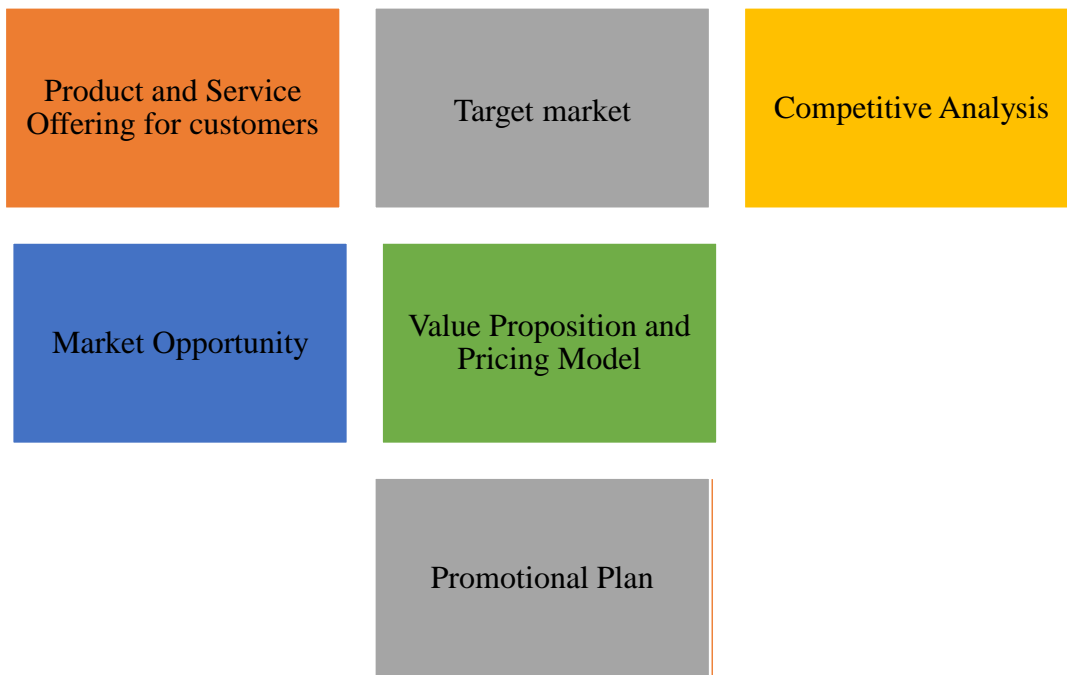 Product and Service
Offering for customers
Target market
Competitive Analysis
Market Opportunity
Value Proposition and
Pricing Model
Promotional Plan